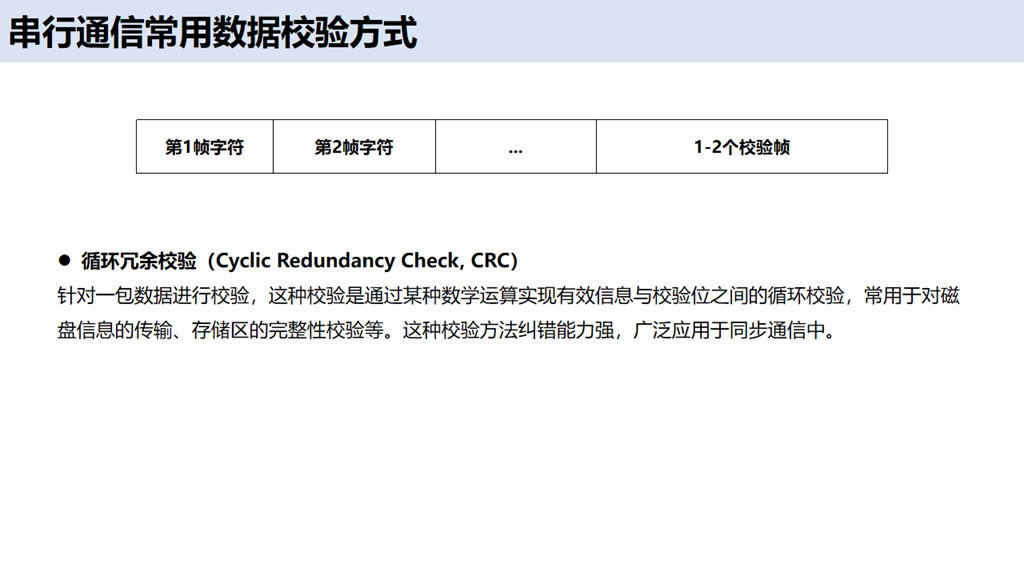 串行通信常用数据校验方式
第1帧字符 第2帧字符 ... 1-2个校验帧
● 循环冗余校验（Cyclic Redundancy Check, CRC）
针对一包数据进行校验，这种校验是通过某种数学运算实现有效信息与校验位之间的循环校验，常用于对磁
盘信息的传输、存储区的完整性校验等。这种校验方法纠错能力强，广泛应用于同步通信中。